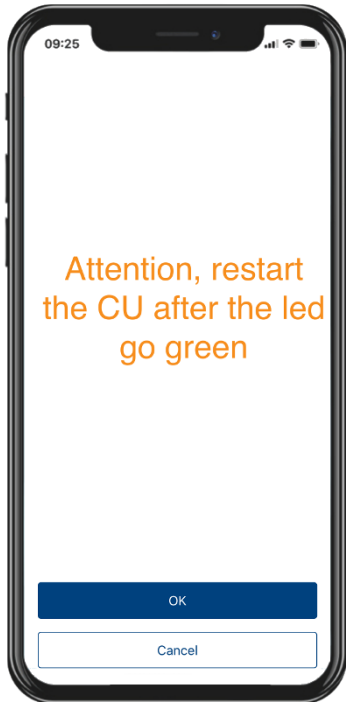 09:25
Attention, restart
the CU after the led
go green
OK
Cancel